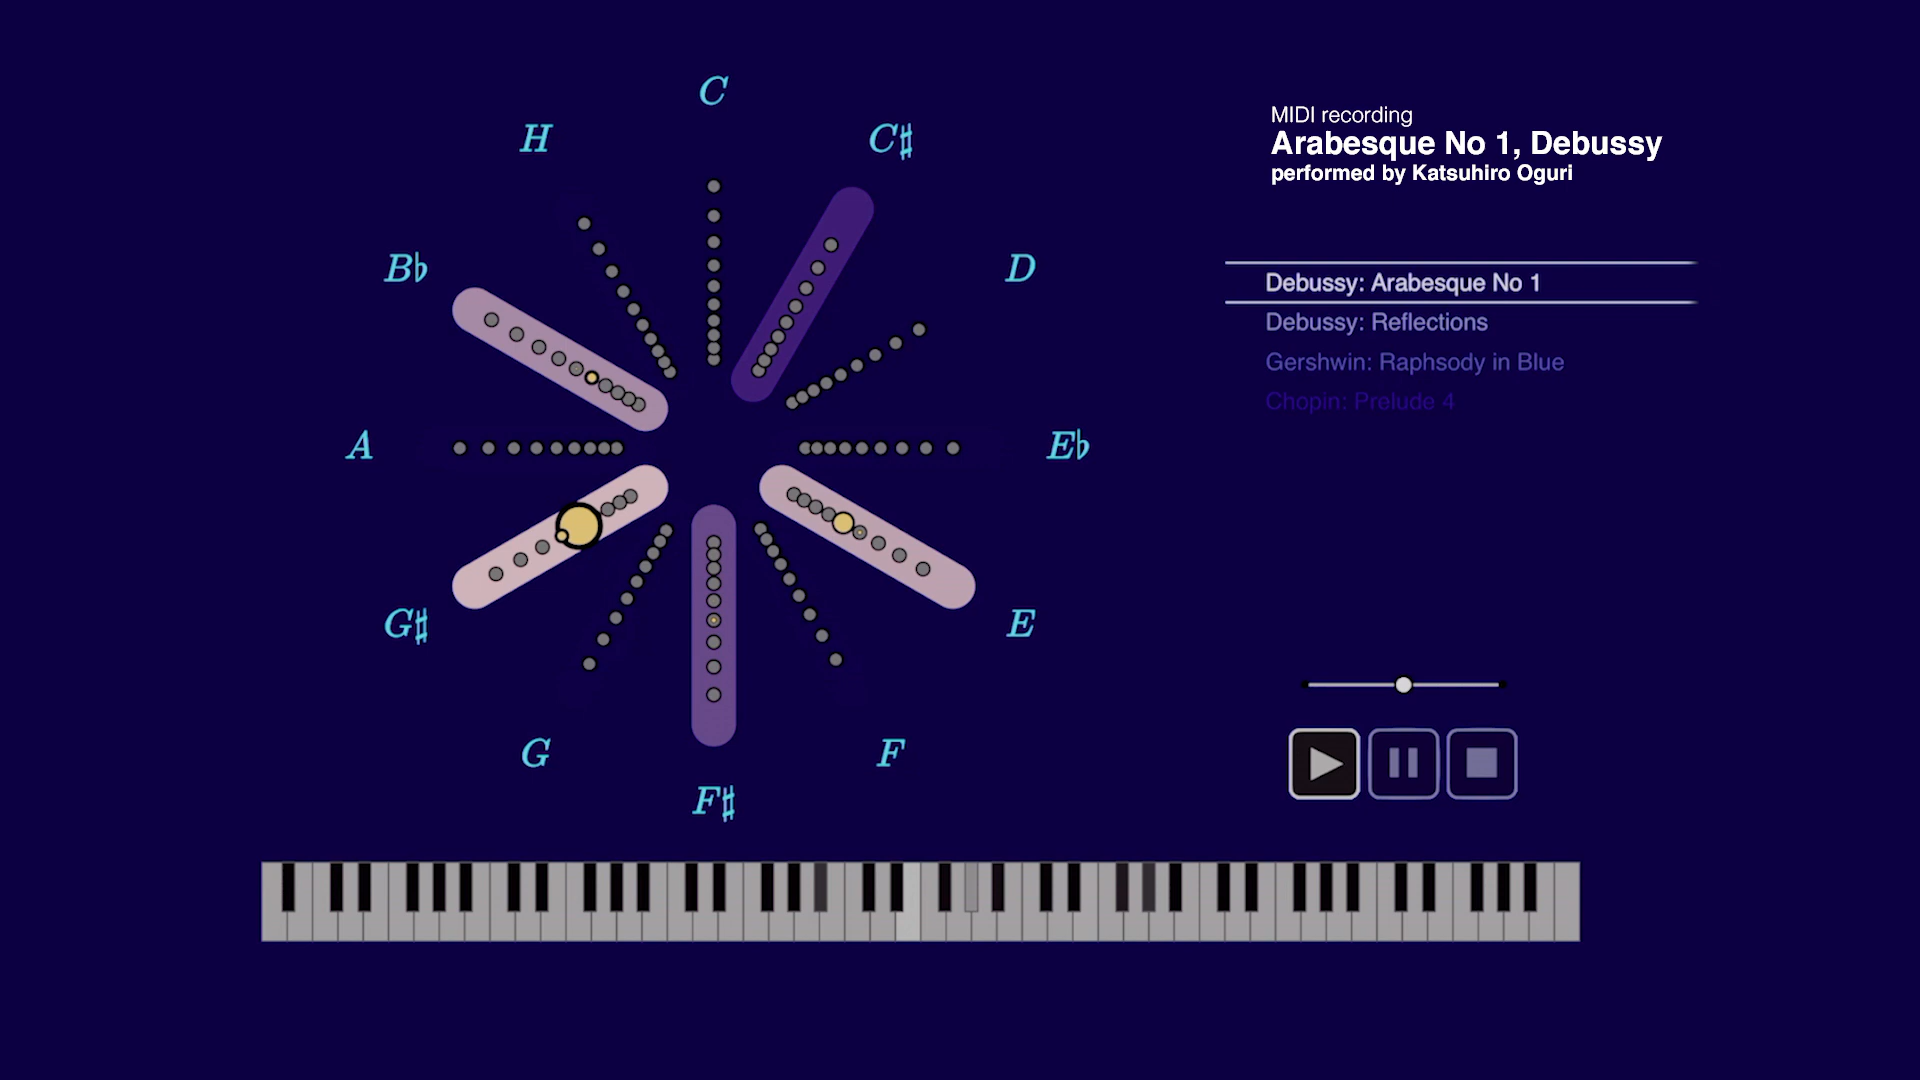 C
H
C♯
B♭
D
A
E♭
G♯
E
G
F
F♯
MIDI recording
Arabesque No 1, Debussy
performed by Katsuhiro Oguri
Debussy: Arabesque No 1
Debussy: Reflections
Gershwin: Raphsody in Blue
Chopin: Prelude 4